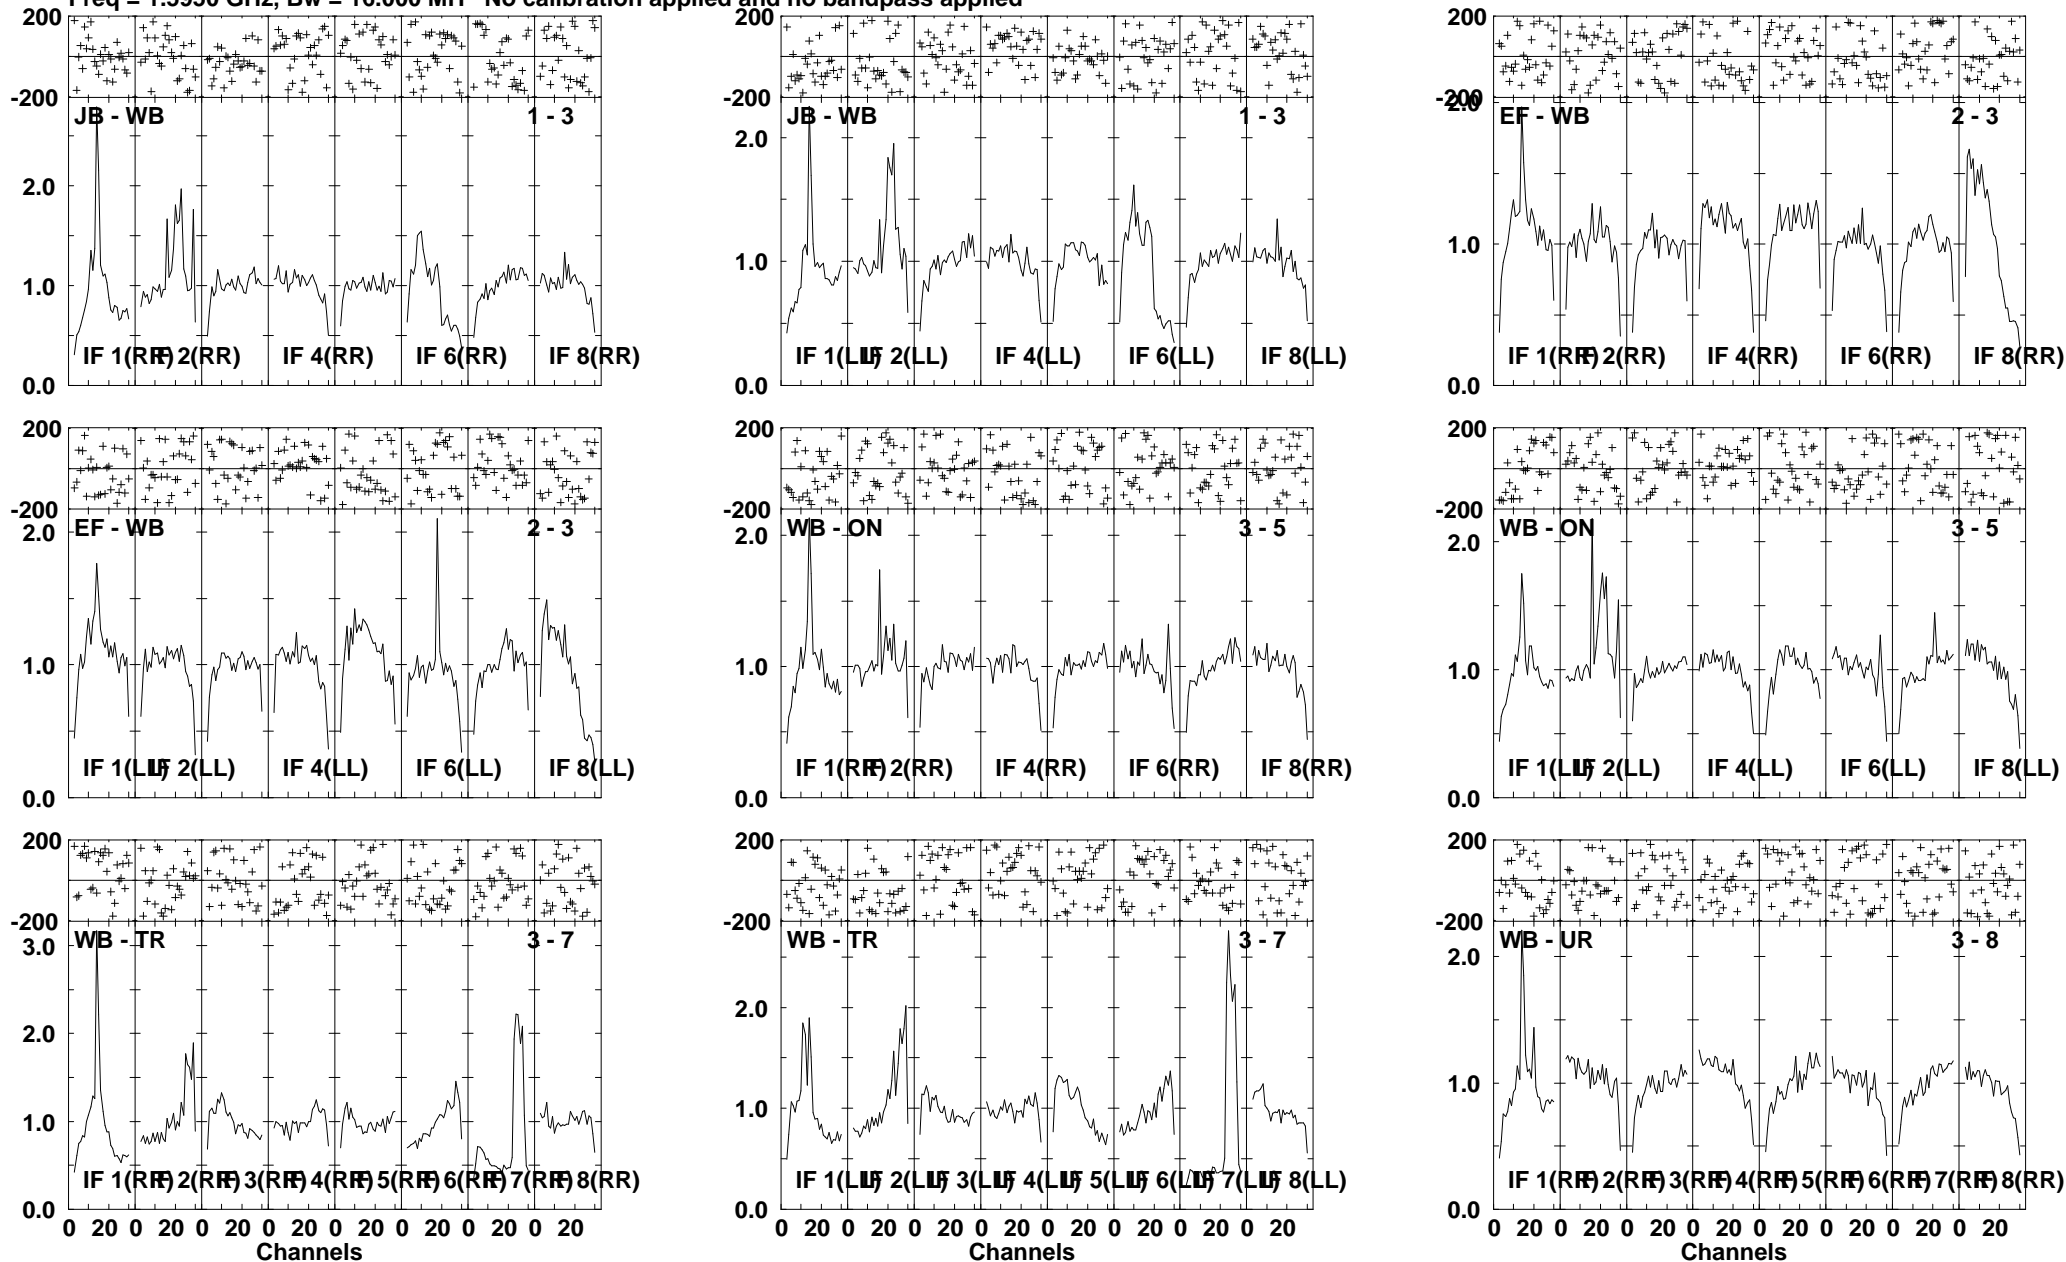 Freq = 1.5950 GHz, Bw = 16.000 MH No calibration applied and no bandpass applied
200 200 200
-200 -200 -200
JB - WB 1 - 3 JB - WB 1 - 3 EF - WB 2 - 3
2.0
2.0 2.0
1.0 1.0 1.0
IF 1(RR) IF 2(RR) IF 4(RR) IF 6(RR) IF 8(RR) IF 1(LL) IF 2(LL) IF 4(LL) IF 6(LL) IF 8(LL) IF 1(RR) IF 2(RR) IF 4(RR) IF 6(RR) IF 8(RR)
0.0 0.0 0.0
200 200 200
-200 -200 -200
EF - WB 2 - 3 WB - ON 3 - 5 WB - ON 3 - 5
2.0 2.0 2.0
1.0 1.0 1.0
IF 1(LL) IF 2(LL) IF 4(LL) IF 6(LL) IF 8(LL) IF 1(RR) IF 2(RR) IF 4(RR) IF 6(RR) IF 8(RR) IF 1(LL) IF 2(LL) IF 4(LL) IF 6(LL) IF 8(LL)
0.0 0.0 0.0
200 200 200
-200 -200 -200
WB - TR 3 - 7 WB - TR 3 - 7 WB - UR 3 - 8
3.0
2.0 2.0 2.0
1.0 1.0 1.0
IF 1(RR) IF 2(RR) IF 3(RR) IF 4(RR) IF 5(RR) IF 6(RR) IF 7(RR) IF 8(RR) IF 1(LL) IF 2(LL) IF 3(LL) IF 4(LL) IF 5(LL) IF 6(LL) IF 7(LL) IF 8(LL) IF 1(RR) IF 2(RR) IF 3(RR) IF 4(RR) IF 5(RR) IF 6(RR) IF 7(RR) IF 8(RR)
0.0 0.0 0.0
0 20 0 20 0 20 0 20 0 20 0 20 0 20 0 20 0 20 0 20 0 20 0 20 0 20 0 20 0 20 0 20 0 20 0 20 0 20 0 20 0 20 0 20 0 20 0 20
Channels Channels Channels